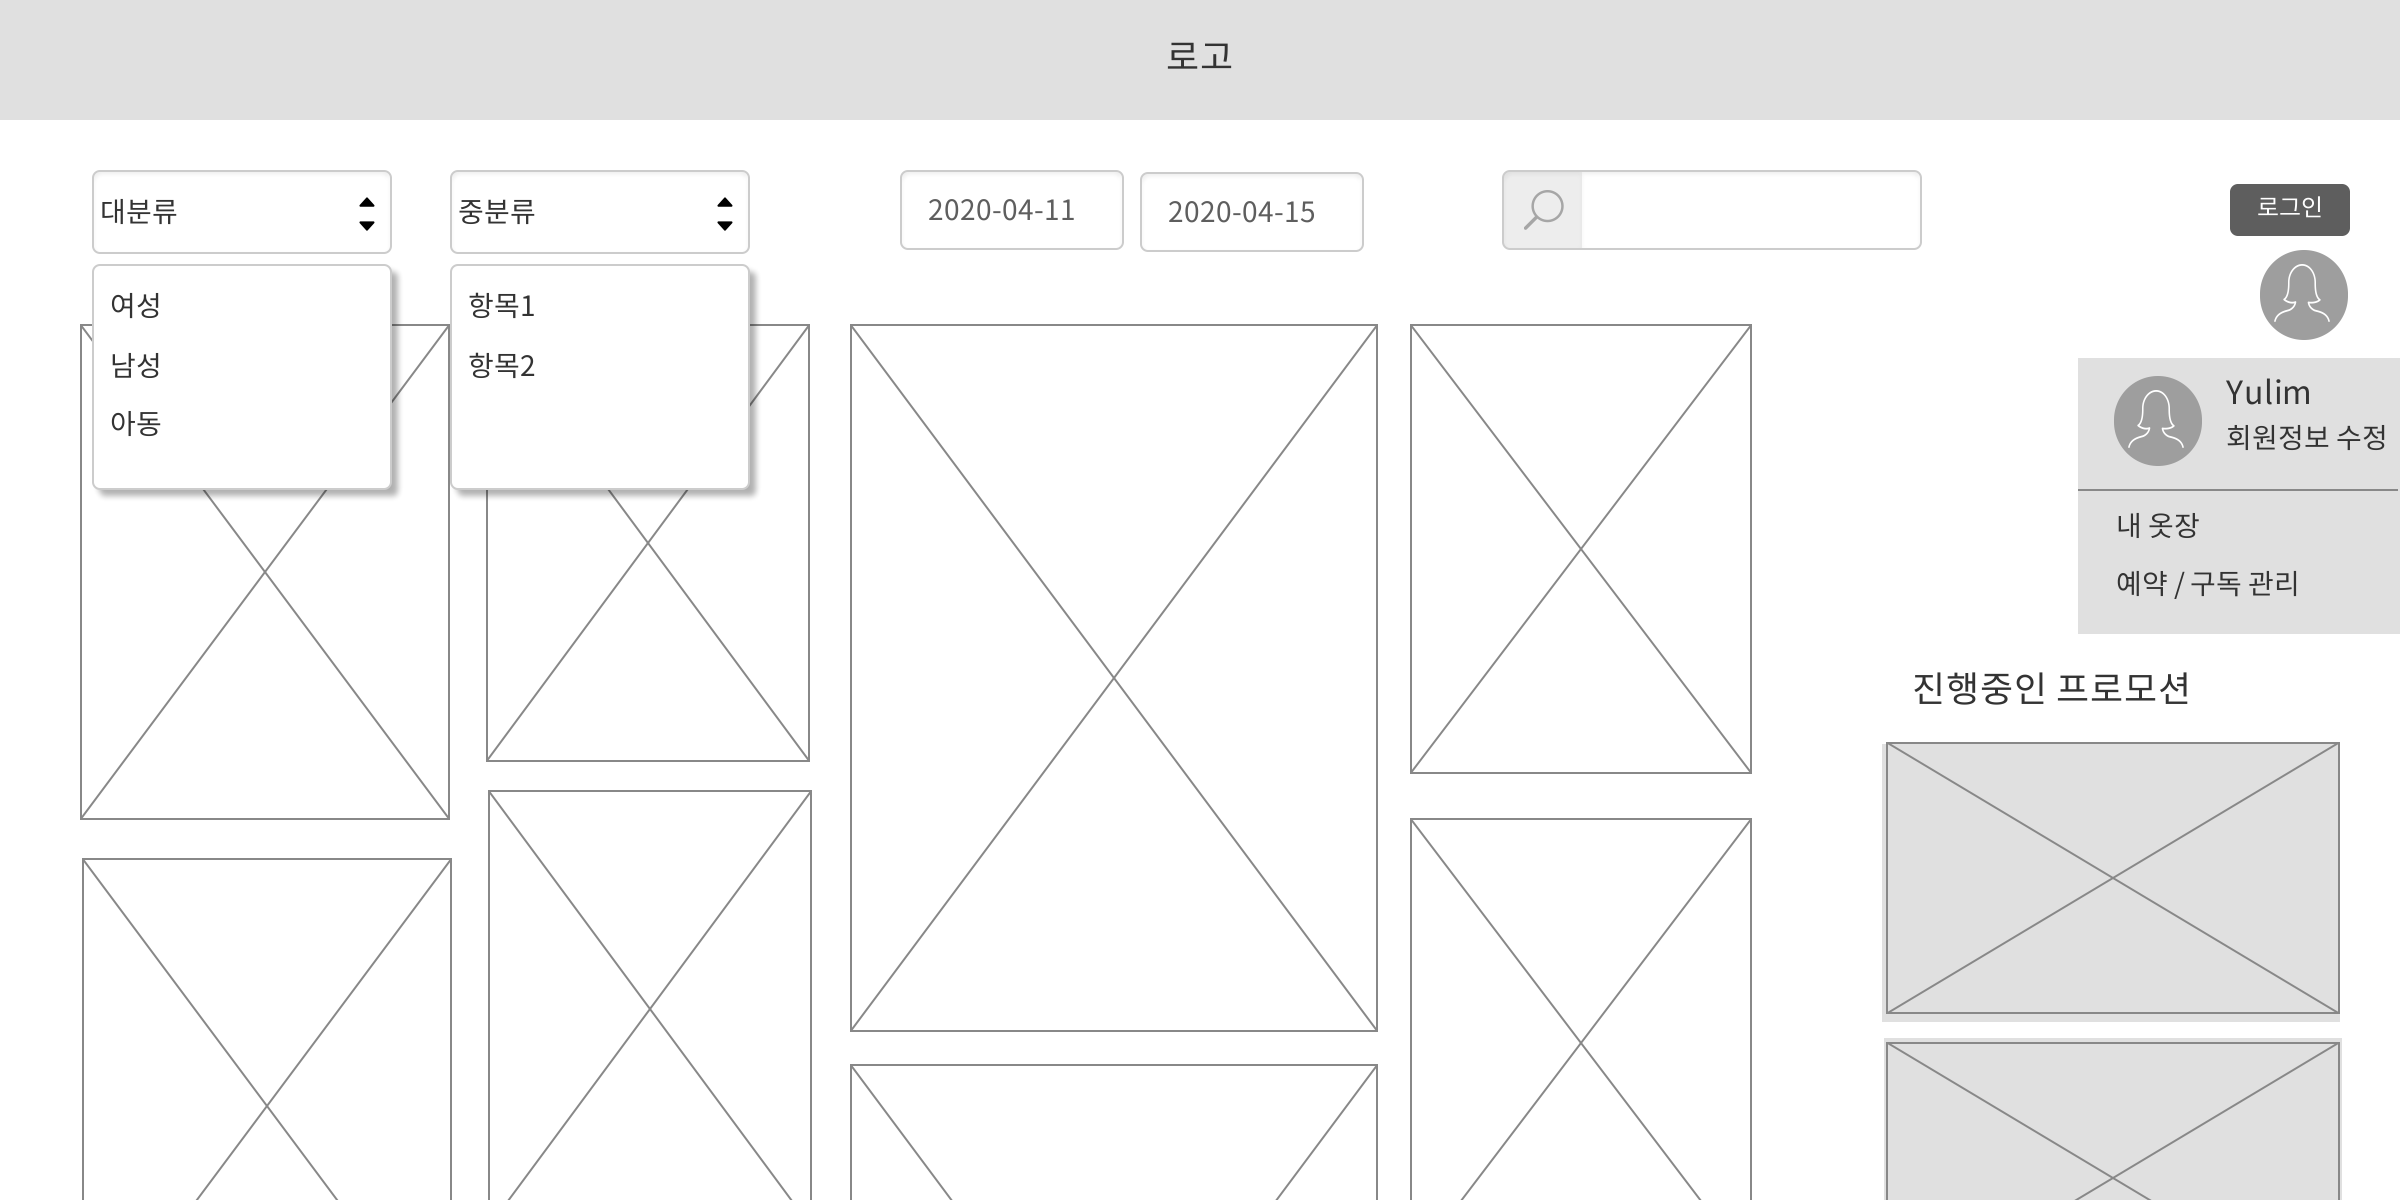 로고
대분류
중분류
2020-04-11
2020-04-15
로그인
여성
남성
아동
항목1
항목2
Yulim
회원정보 수정
내 옷장
예약 / 구독 관리
진행중인 프로모션